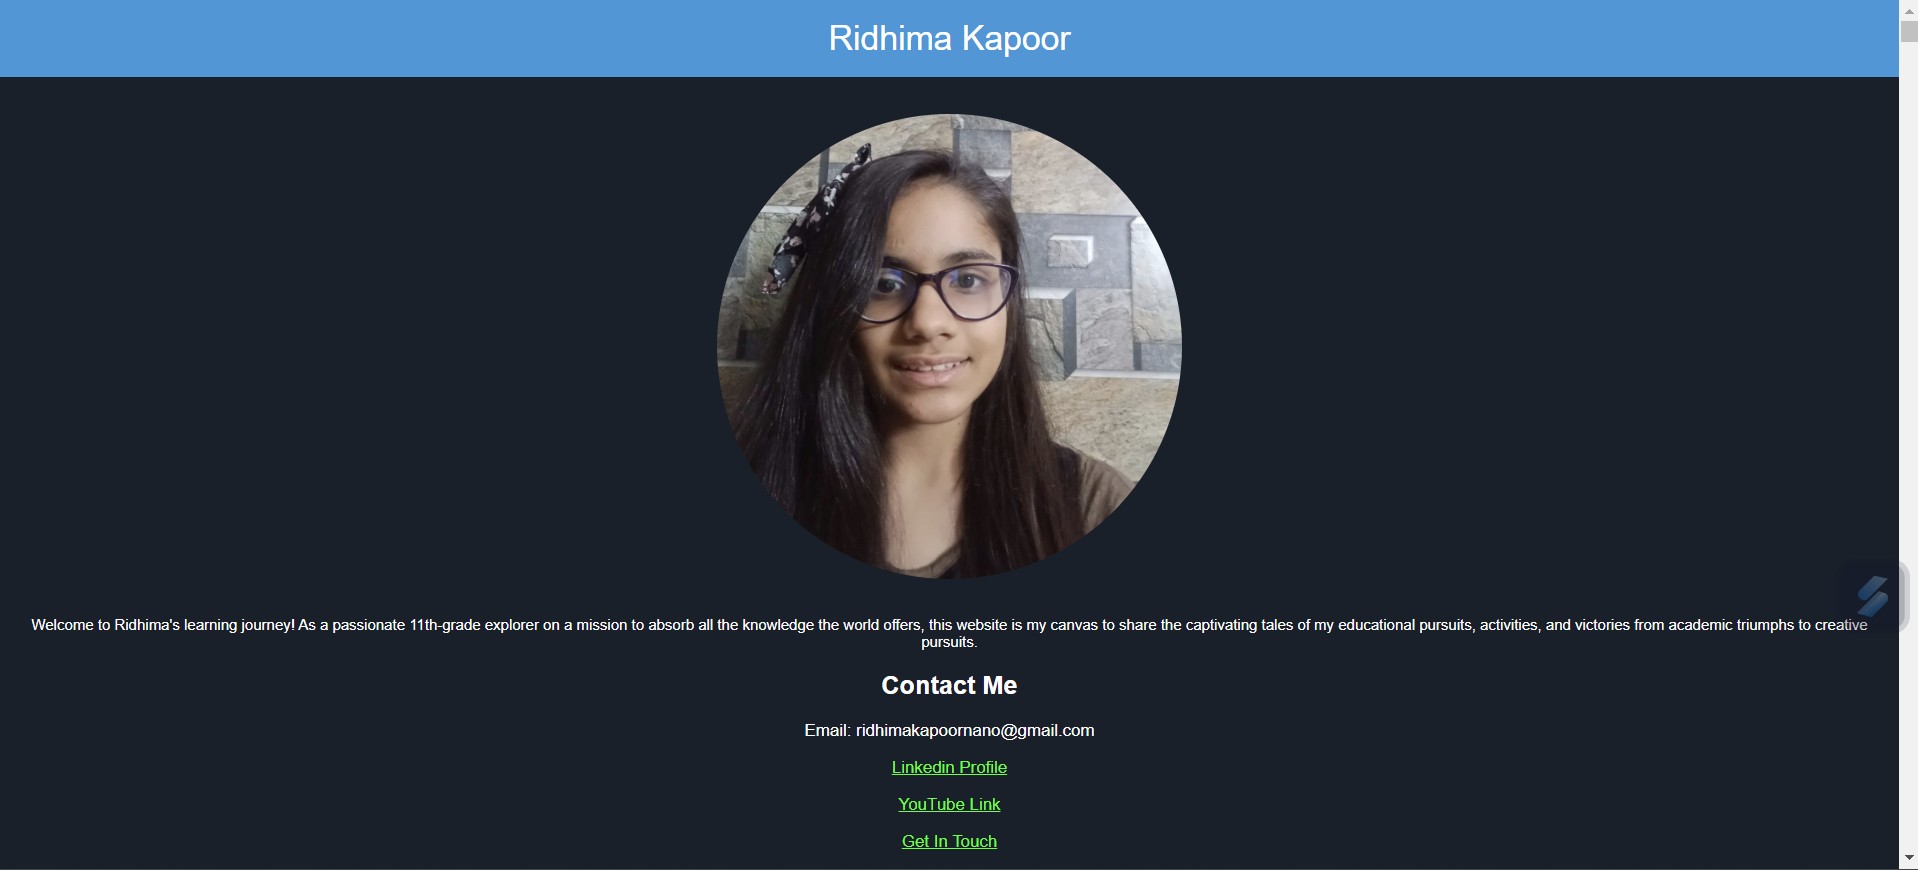 Ridhima Kapoor
Welcome to Ridhima's learning journey! As a passionate 11th-grade explorer on a mission to absorb all the knowledge the world offers, this website is my canvas to share the captivating tales of my educational pursuits, activities, and victories from academic triumphs to creative
pursuits.
Contact Me
Email: ridhimakapoornano@gmail.com
Linkedin Profile
YouTube Link
Get In Touch